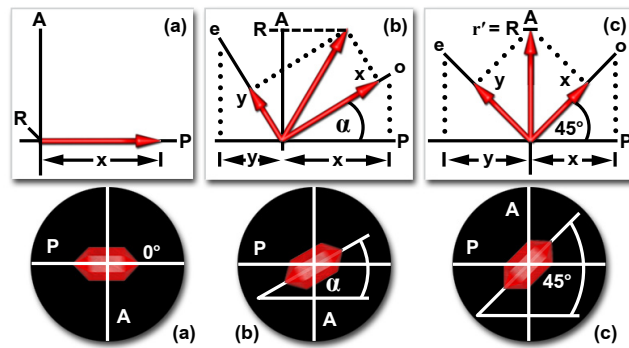 A (a)
R
P
x
A (b)
R
e
o
x
y
α
P
y x
A (c)
r′ = R
e
o
y x
45°
P
y x
P 0°
A
(a)
P
α
A
(b)
A
P
45°
(c)